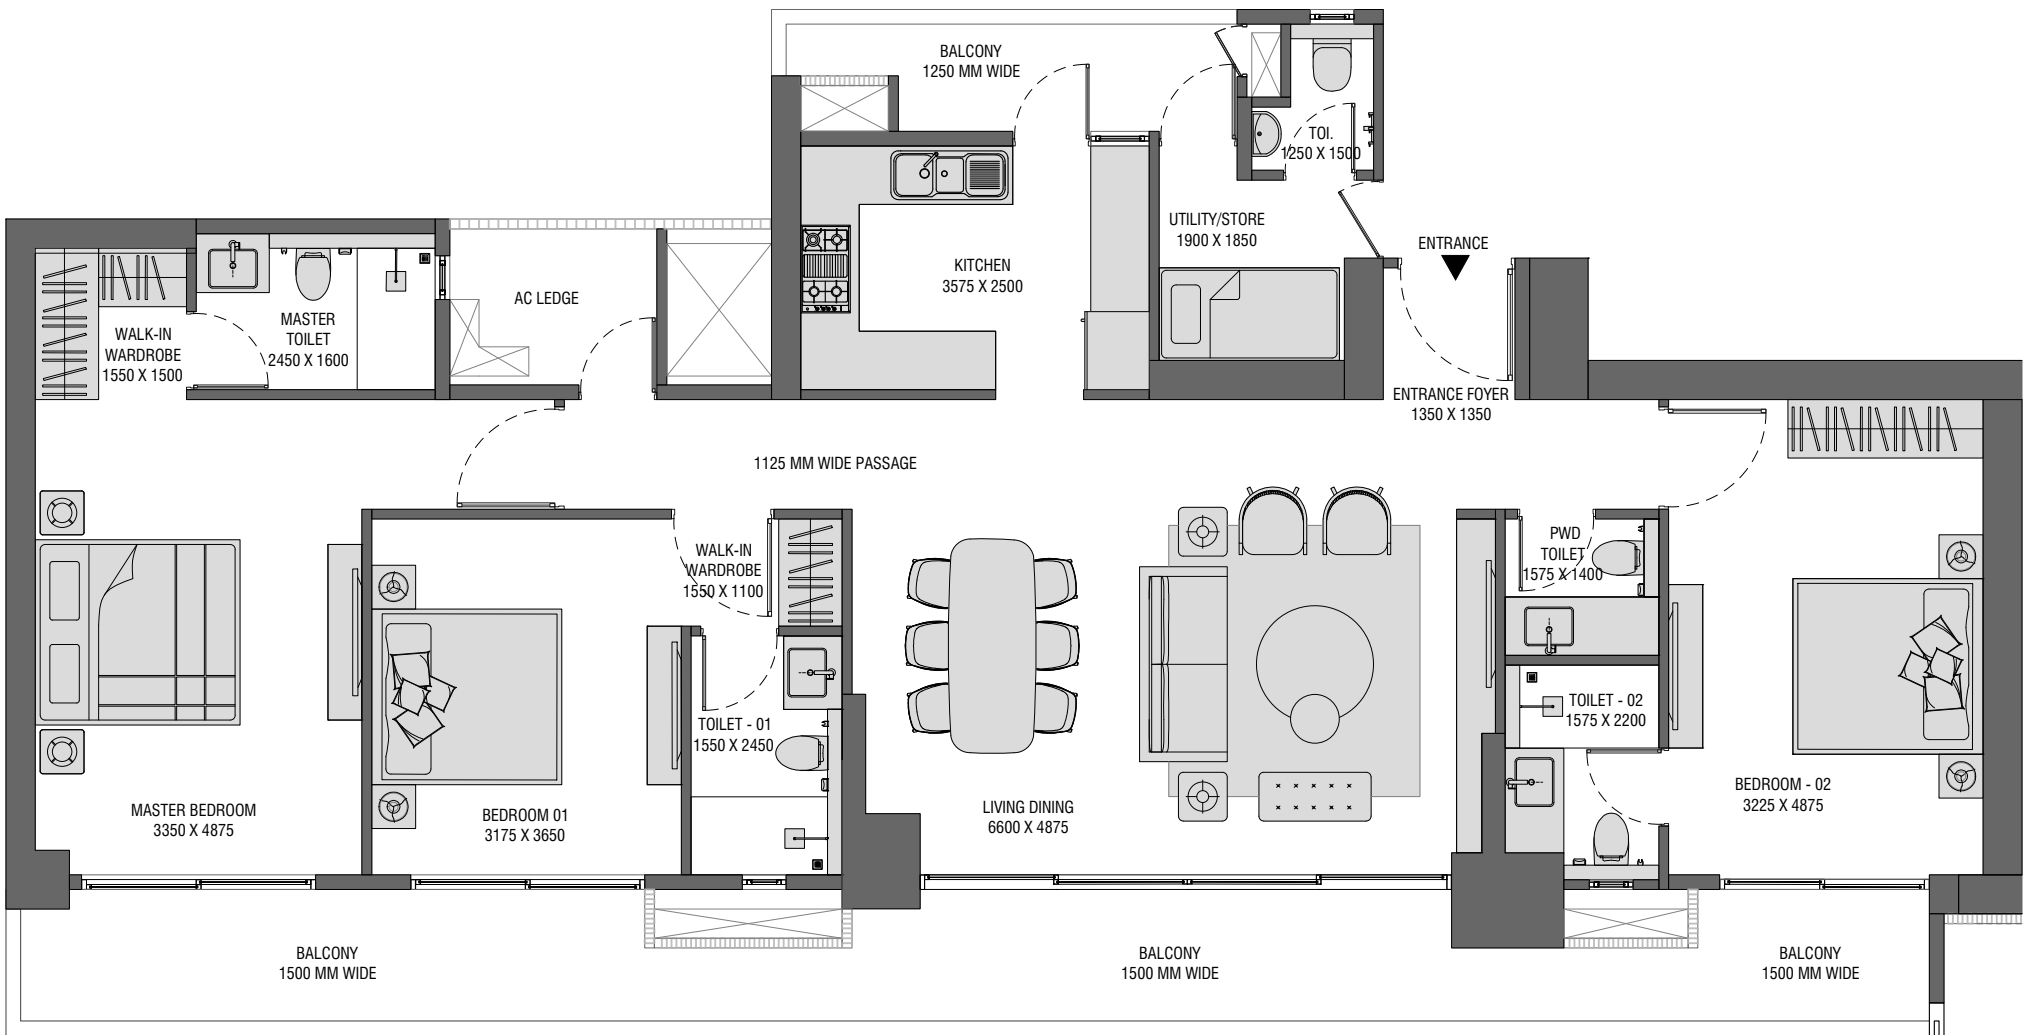 BALCONY
1250 MM WIDE
TOI.
1250 X 1500
UTILITY/STORE
1900 X 1850
ENTRANCE
KITCHEN
3575 X 2500
AC LEDGE
MASTER
TOILET
2450 X 1600
WALK-IN
WARDROBE
1550 X 1500
ENTRANCE FOYER
1350 X 1350
1125 MM WIDE PASSAGE
WALK-IN
WARDROBE
1550 X 1100
PWD
TOILET
1575 X 1400
TOILET - 01
1550 X 2450
TOILET - 02
1575 X 2200
MASTER BEDROOM
3350 X 4875
BEDROOM 01
3175 X 3650
LIVING DINING
6600 X 4875
BEDROOM - 02
3225 X 4875
BALCONY
1500 MM WIDE
BALCONY
1500 MM WIDE
BALCONY
1500 MM WIDE